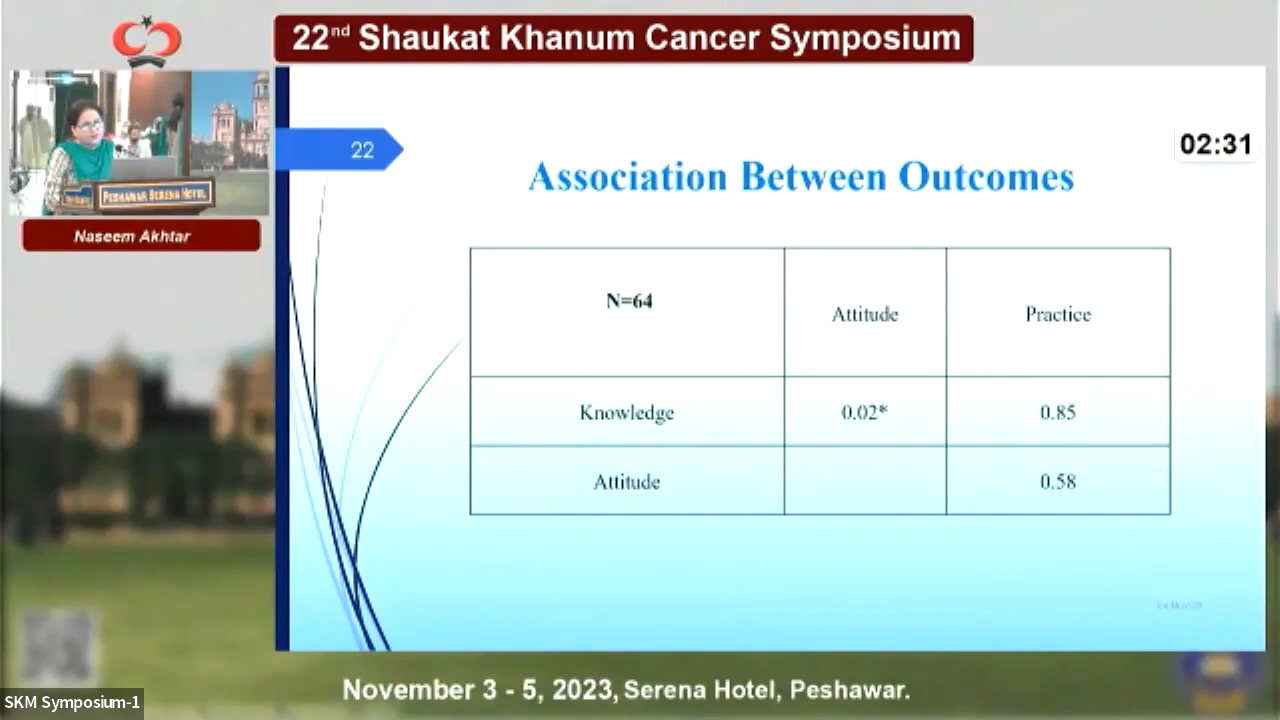 22nd Shaukat Khanum Cancer Symposium
PESHAWAR SERENA HOTEL
Naseem Akhtar
22
02:31
Association Between Outcomes
N=64
Attitude
Practice
Knowledge
0.02*
0.85
Attitude
0.58
November 3 - 5, 2023, Serena Hotel, Peshawar.
SKM Symposium-1